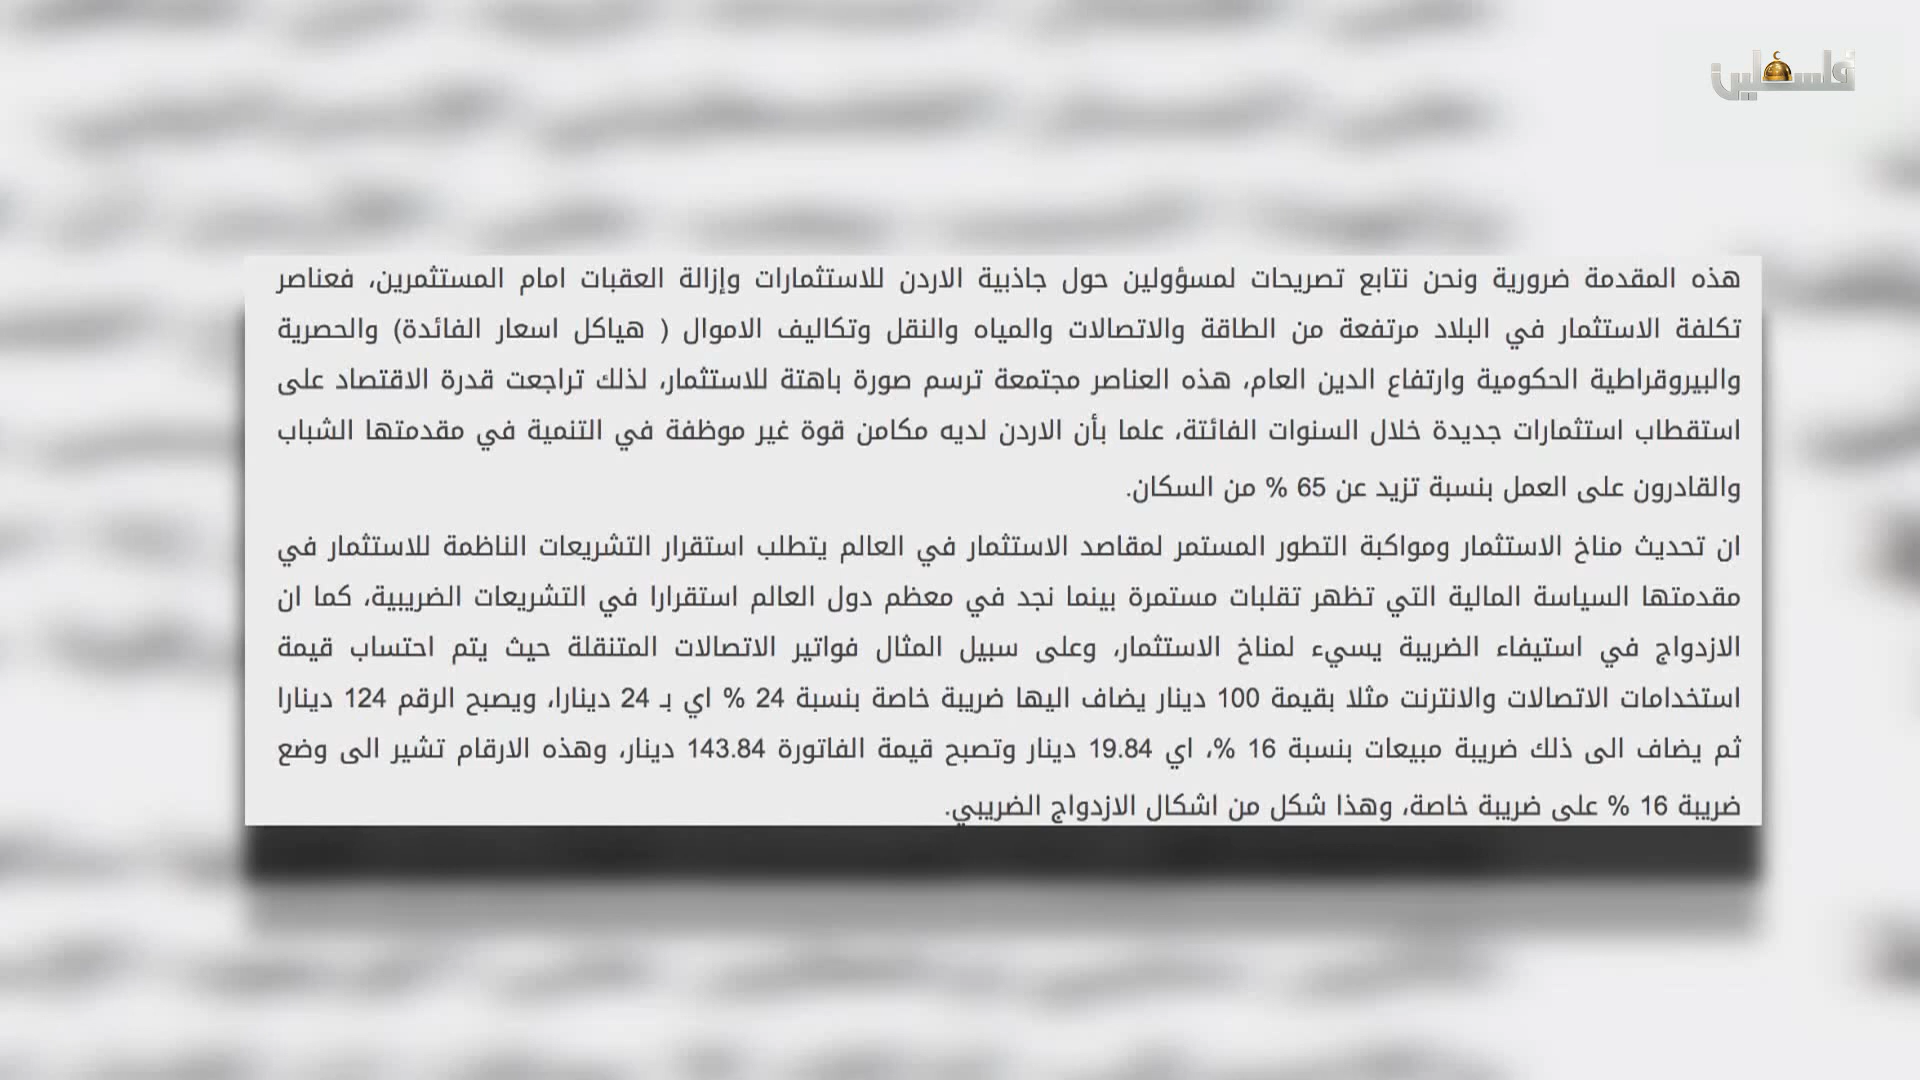 فلسطين
هذه المقدمة ضرورية ونحن نتابع تصريحات لمسؤولين حول جاذبية الاردن للاستثمارات وإزالة العقبات امام المستثمرين، فعناصر
تكلفة الاستثمار في البلاد مرتفعة من الطاقة والاتصالات والمياه والنقل وتكاليف الاموال ( هياكل اسعار الفائدة) والحصرية
والبيروقراطية الحكومية وارتفاع الدين العام، هذه العناصر مجتمعة ترسم صورة باهتة للاستثمار، لذلك تراجعت قدرة الاقتصاد على
استقطاب استثمارات جديدة خلال السنوات الفائتة، علما بأن الاردن لديه مكامن قوة غير موظفة في التنمية في مقدمتها الشباب
والقادرون على العمل بنسبة تزيد عن 65 % من السكان.
ان تحديث مناخ الاستثمار ومواكبة التطور المستمر لمقاصد الاستثمار في العالم يتطلب استقرار التشريعات الناظمة للاستثمار في
مقدمتها السياسة المالية التي تظهر تقلبات مستمرة بينما نجد في معظم دول العالم استقرارا في التشريعات الضريبية، كما ان
الازدواج في استيفاء الضريبة يسيء لمناخ الاستثمار، وعلى سبيل المثال فواتير الاتصالات المتنقلة حيث يتم احتساب قيمة
استخدامات الاتصالات والانترنت مثلا بقيمة 100 دينار يضاف اليها ضريبة خاصة بنسبة 24 % اي بـ 24 دينارا، ويصبح الرقم 124 دينارا
ثم يضاف الى ذلك ضريبة مبيعات بنسبة 16 %، اي 19.84 دينار وتصبح قيمة الفاتورة 143.84 دينار، وهذه الارقام تشير الى وضع
ضريبة 16 % على ضريبة خاصة، وهذا شكل من اشكال الازدواج الضريبي.